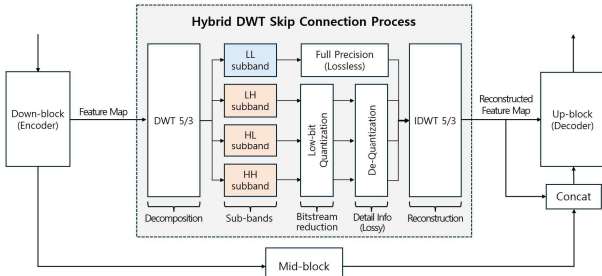 Hybrid DWT Skip Connection Process
Down-block
(Encoder)
Feature Map
DWT 5/3
LL
subband
LH
subband
HL
subband
HH
subband
Full Precision
(Lossless)
Low-bit
Quantization
De-Quantization
IDWT 5/3
Reconstructed
Feature Map
Up-block
(Decoder)
Concat
Decomposition
Sub-bands
Bitstream
reduction
Detail Info
(Lossy)
Reconstruction
Mid-block